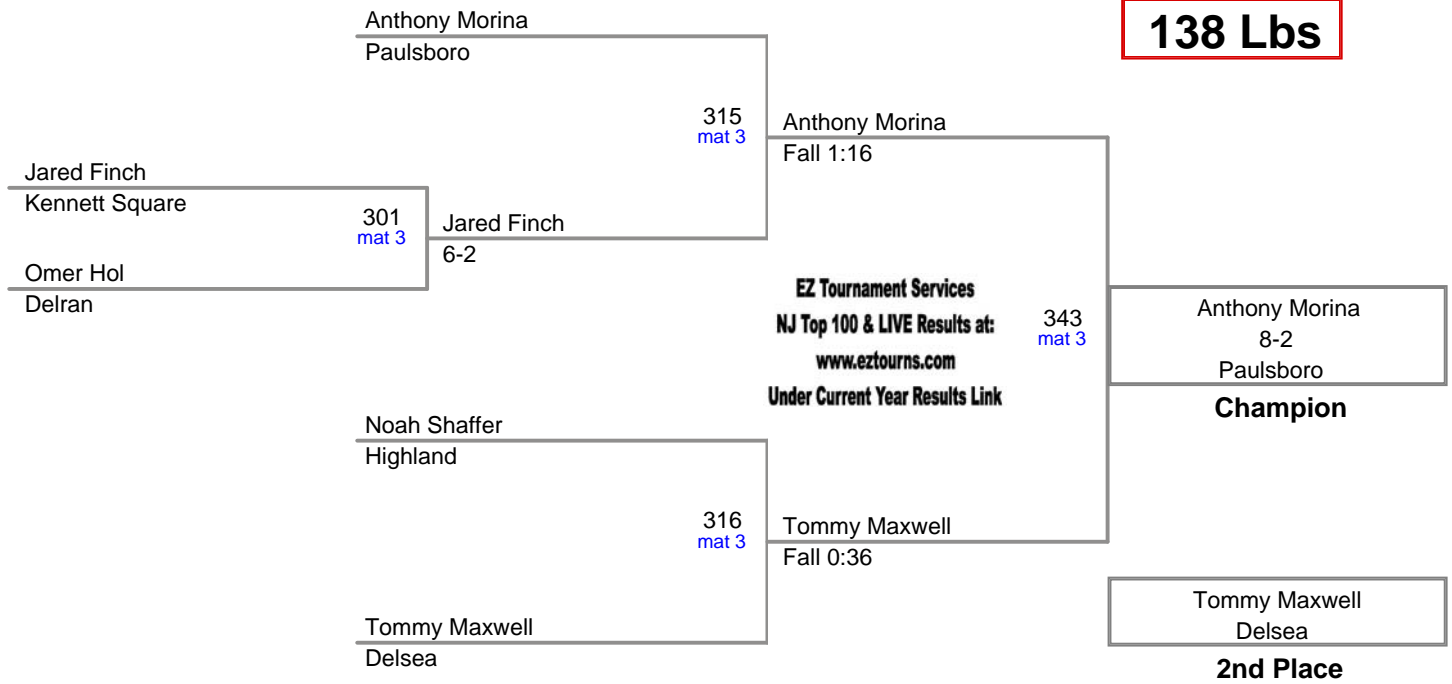 138 Lbs
Anthony Morina
Paulsboro
315
mat 3
Anthony Morina
Fall 1:16
Jared Finch
Kennett Square
301
mat 3
Jared Finch
6-2
Omer Hol
Delran
EZ Tournament Services
NJ Top 100 & LIVE Results at:
www.eztourns.com
Under Current Year Results Link
343
mat 3
Anthony Morina
8-2
Paulsboro
Champion
Noah Shaffer
Highland
316
mat 3
Tommy Maxwell
Fall 0:36
Tommy Maxwell
Delsea
Tommy Maxwell
Delsea
2nd Place